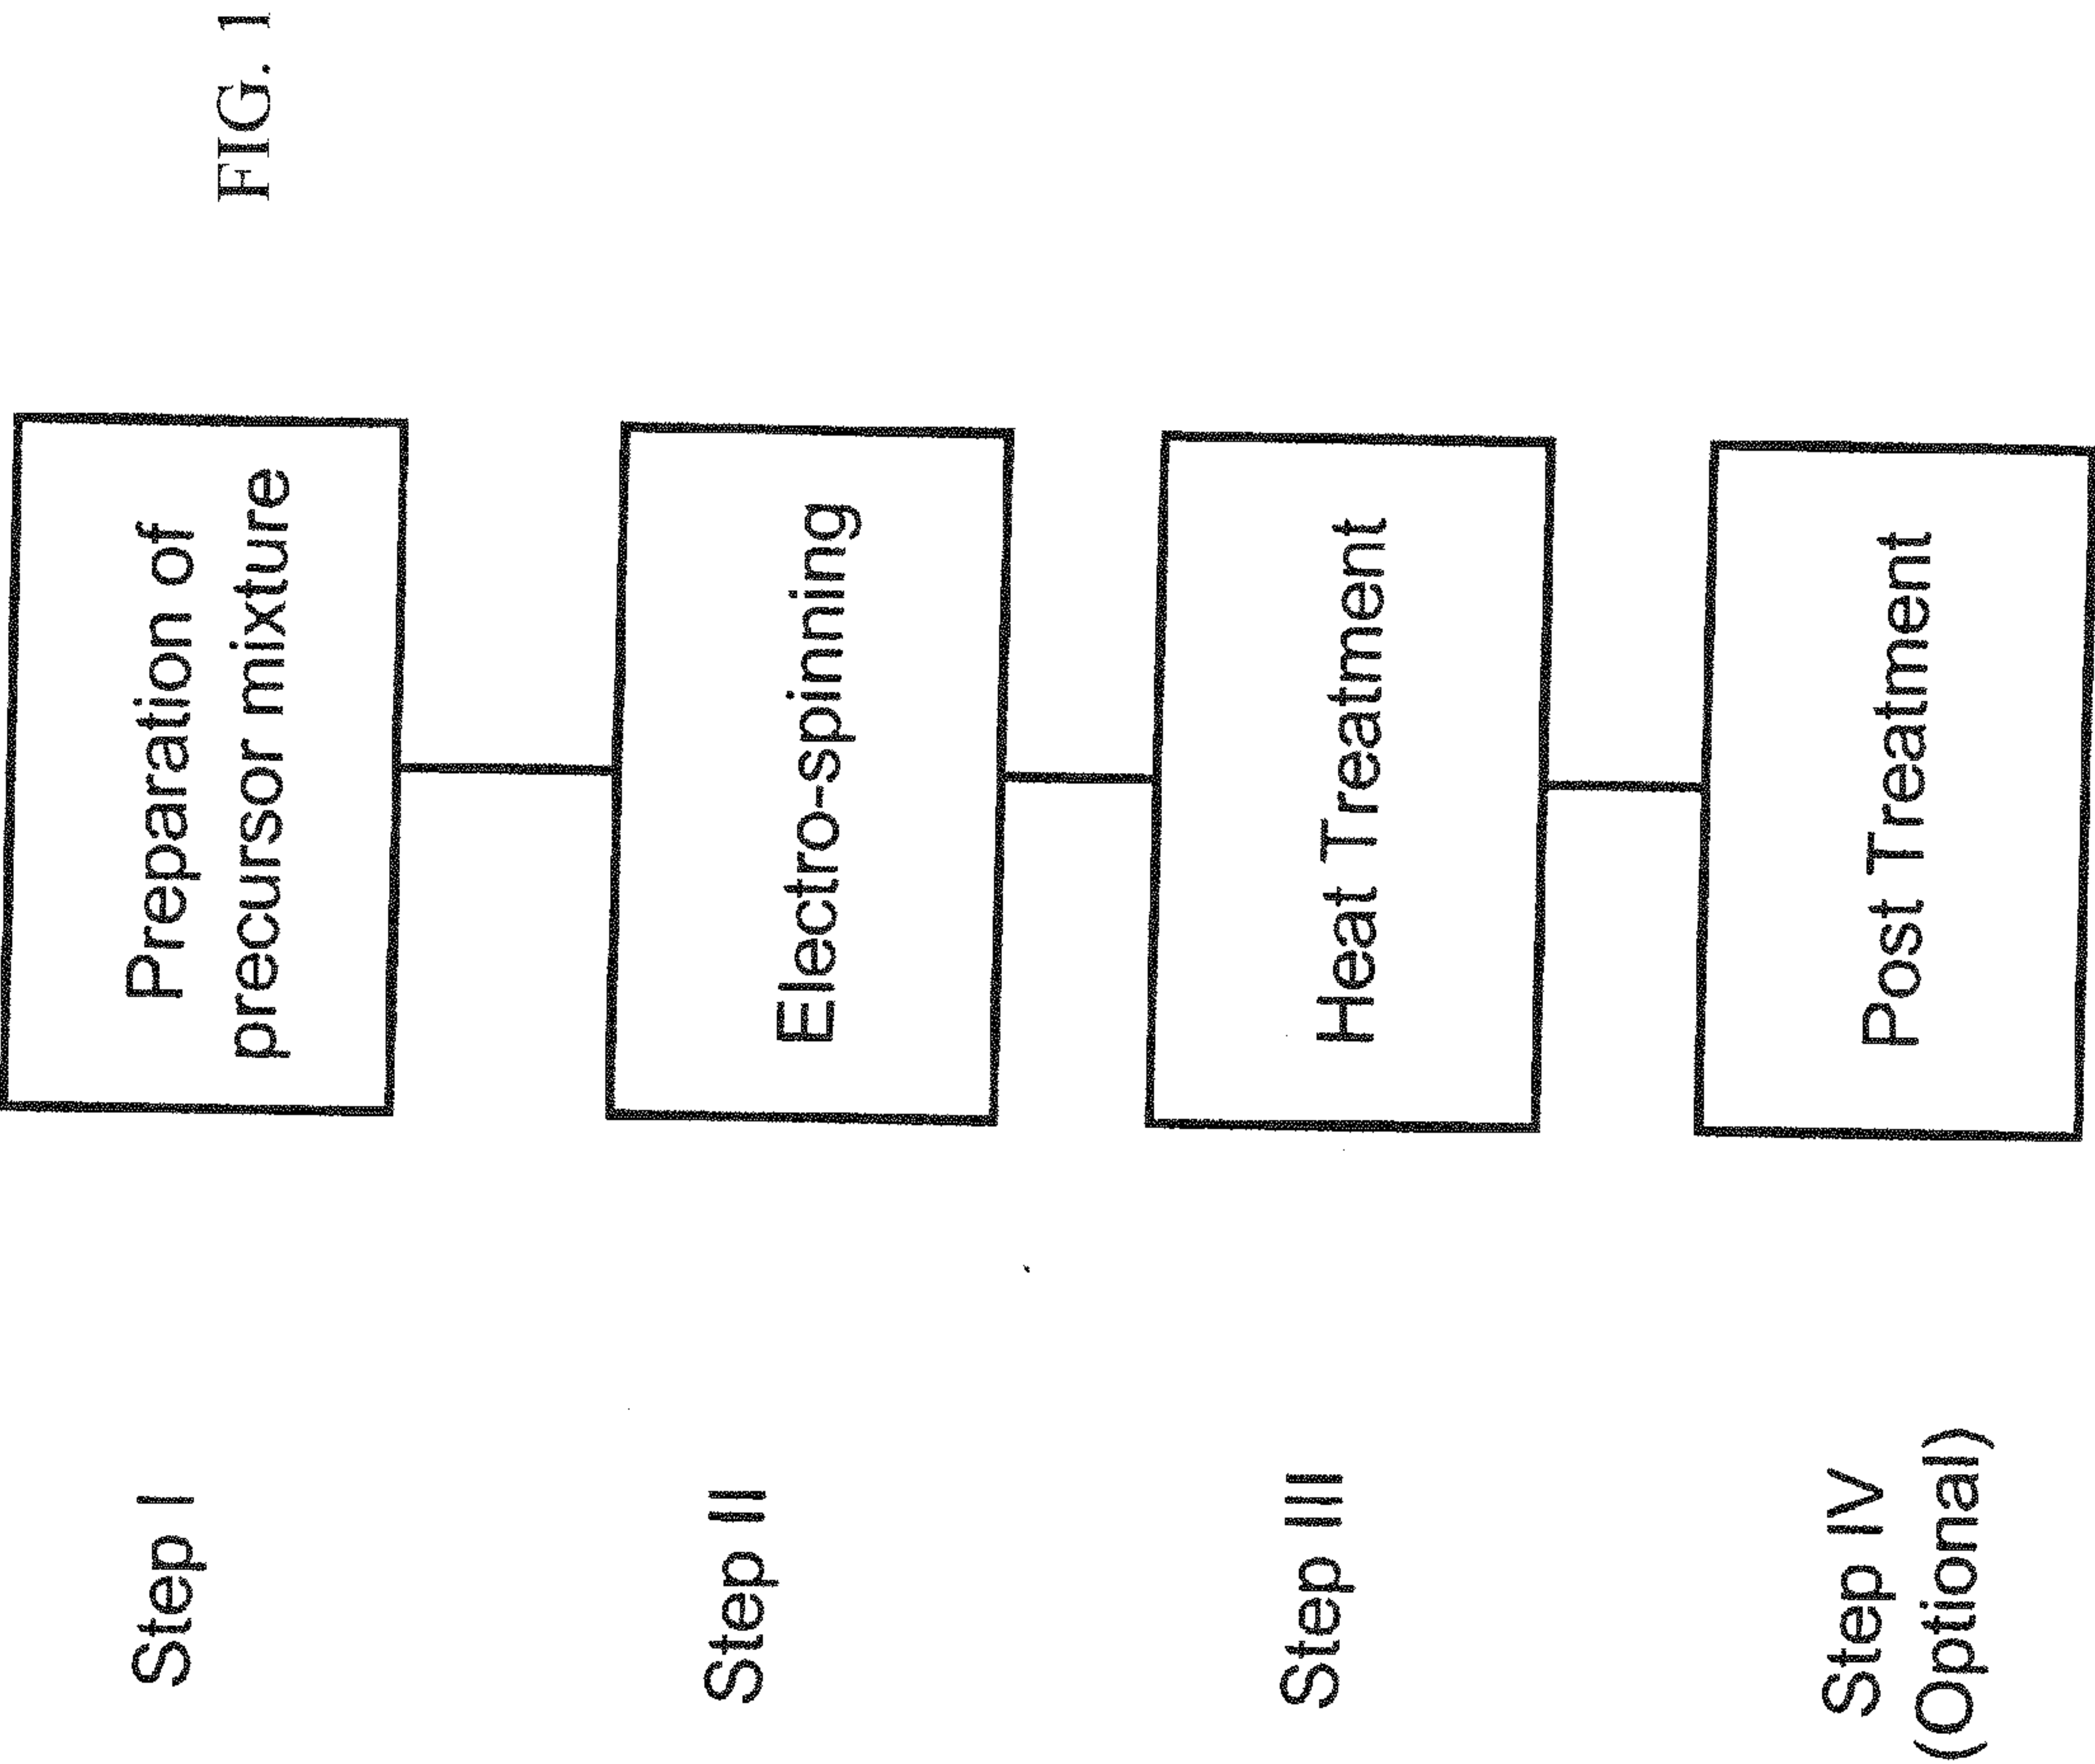 FIG. 1
Step I
Preparation of
precursor mixture
Step II
Electro-spinning
Step III
Heat Treatment
Step IV
(Optional)
Post Treatment